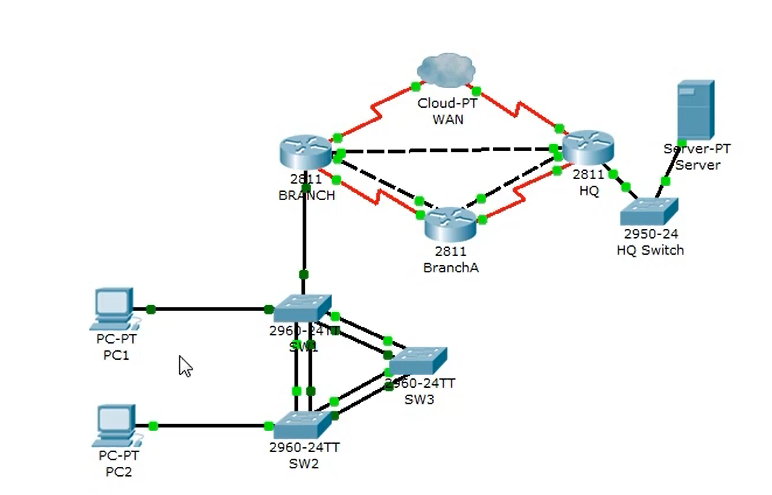 Cloud-PT
WAN
Server-PT
Server
2811
BRANCH
2811
HQ
2950-24
HQ Switch
2811
BranchA
PC-PT
PC1
2960-24TT
SW1
2960-24TT
SW3
PC-PT
PC2
2960-24TT
SW2